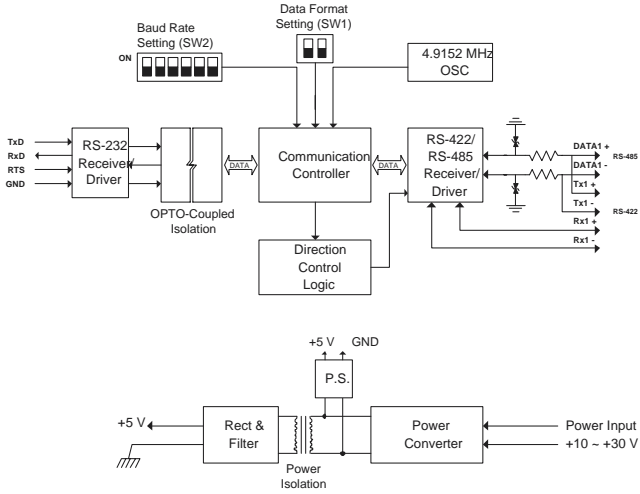 Data Format
Setting (SW1)
Baud Rate
Setting (SW2)
ON
4.9152 MHz
OSC
TxD
RxD
RTS
GND
RS-232
Receiver/
Driver
OPTO-Coupled
Isolation
DATA
Communication
Controller
DATA
RS-422/
RS-485
Receiver/
Driver
DATA1 +
RS-485
DATA1 -
Tx1 +
Tx1 -
RS-422
Rx1 +
Rx1 -
Direction
Control
Logic
+5 V GND
P.S.
+5 V
Rect &
Filter
Power
Isolation
Power
Converter
Power Input
+10 ~ +30 V